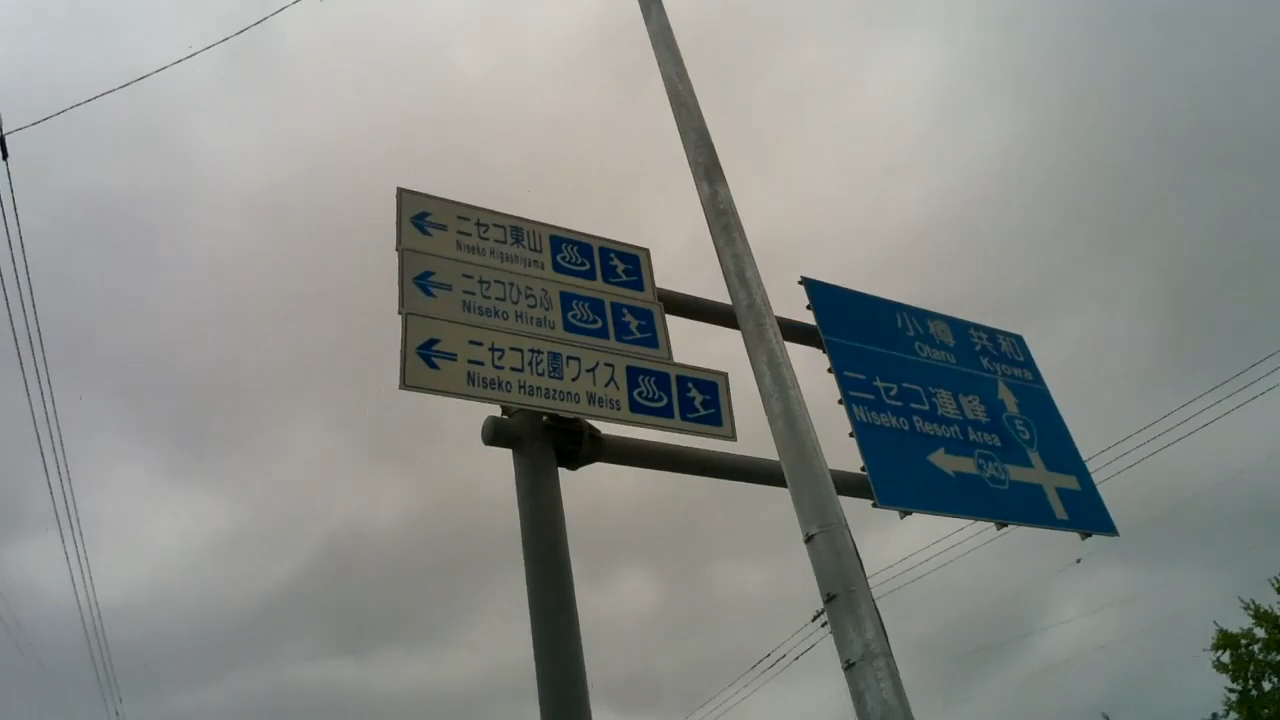 ニセコ東山
Niseko Higashiyama
ニセコひらふ
Niseko Hirafu
ニセコ花園ワイス
Niseko Hanazono Weiss
小樽 共和
Otaru Kyowa
ニセコ連峰
Niseko Resort Area
5
343